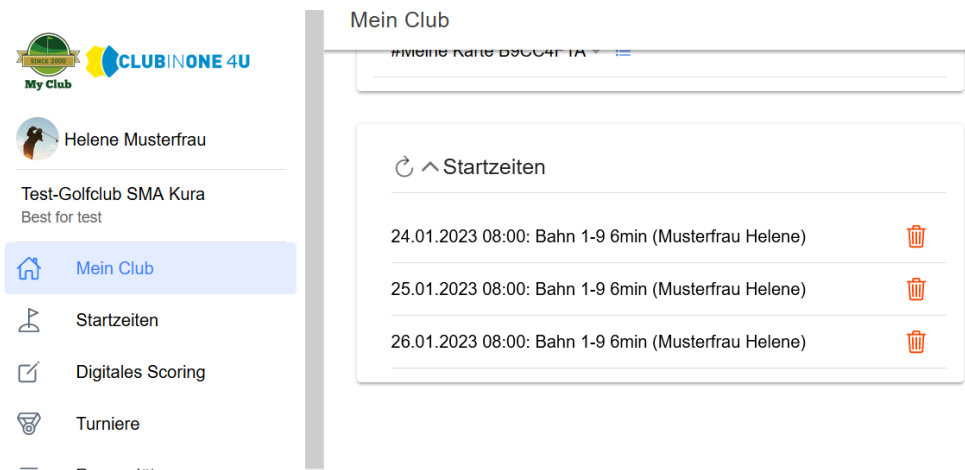 Mein Club
SINCE 2008
My Club
CLUBINONE 4U
Helene Musterfrau
Test-Golfclub SMA Kura
Best for test
Mein Club
Startzeiten
Digitales Scoring
Turniere
#Meine Karte B9CC4F1A
Startzeiten
24.01.2023 08:00: Bahn 1-9 6min (Musterfrau Helene)
25.01.2023 08:00: Bahn 1-9 6min (Musterfrau Helene)
26.01.2023 08:00: Bahn 1-9 6min (Musterfrau Helene)